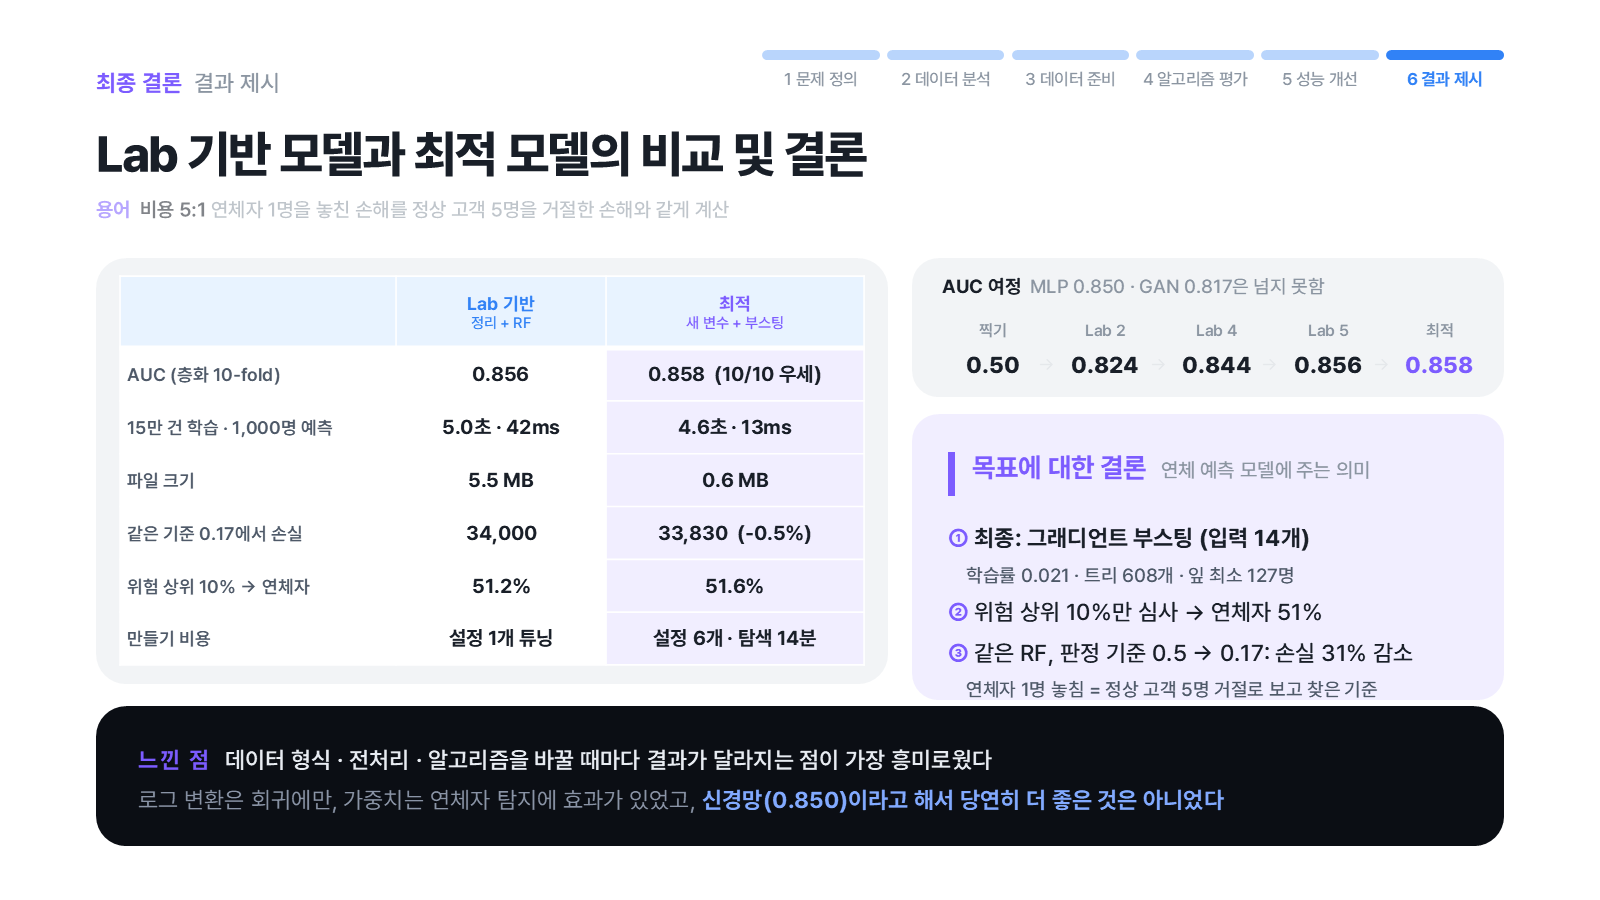 최종 결론 결과 제시
1 문제 정의
2 데이터 분석
3 데이터 준비
4 알고리즘 평가
5 성능 개선
6 결과 제시
Lab 기반 모델과 최적 모델의 비교 및 결론
용어 비용 5:1 연체자 1명을 놓친 손해를 정상 고객 5명을 거절한 손해와 같게 계산
Lab 기반 최적
정리 + RF 새 변수 + 부스팅
AUC (층화 10-fold) 0.856 0.858 (10/10 우세)
15만 건 학습 · 1,000명 예측 5.0초 · 42ms 4.6초 · 13ms
파일 크기 5.5 MB 0.6 MB
같은 기준 0.17에서 손실 34,000 33,830 (-0.5%)
위험 상위 10% → 연체자 51.2% 51.6%
만들기 비용 설정 1개 튜닝 설정 6개 · 탐색 14분
AUC 여정 MLP 0.850 · GAN 0.817은 넘지 못함
찍기 Lab 2 Lab 4 Lab 5 최적
0.50 → 0.824 → 0.844 → 0.856 → 0.858
목표에 대한 결론 연체 예측 모델에 주는 의미
① 최종: 그래디언트 부스팅 (입력 14개)
학습률 0.021 · 트리 608개 · 잎 최소 127명
② 위험 상위 10%만 심사 → 연체자 51%
③ 같은 RF, 판정 기준 0.5 → 0.17: 손실 31% 감소
연체자 1명 놓침 = 정상 고객 5명 거절로 보고 찾은 기준
느낀 점 데이터 형식 · 전처리 · 알고리즘을 바꿀 때마다 결과가 달라지는 점이 가장 흥미로웠다
로그 변환은 회귀에만, 가중치는 연체자 탐지에 효과가 있었고, 신경망(0.850)이라고 해서 당연히 더 좋은 것은 아니었다